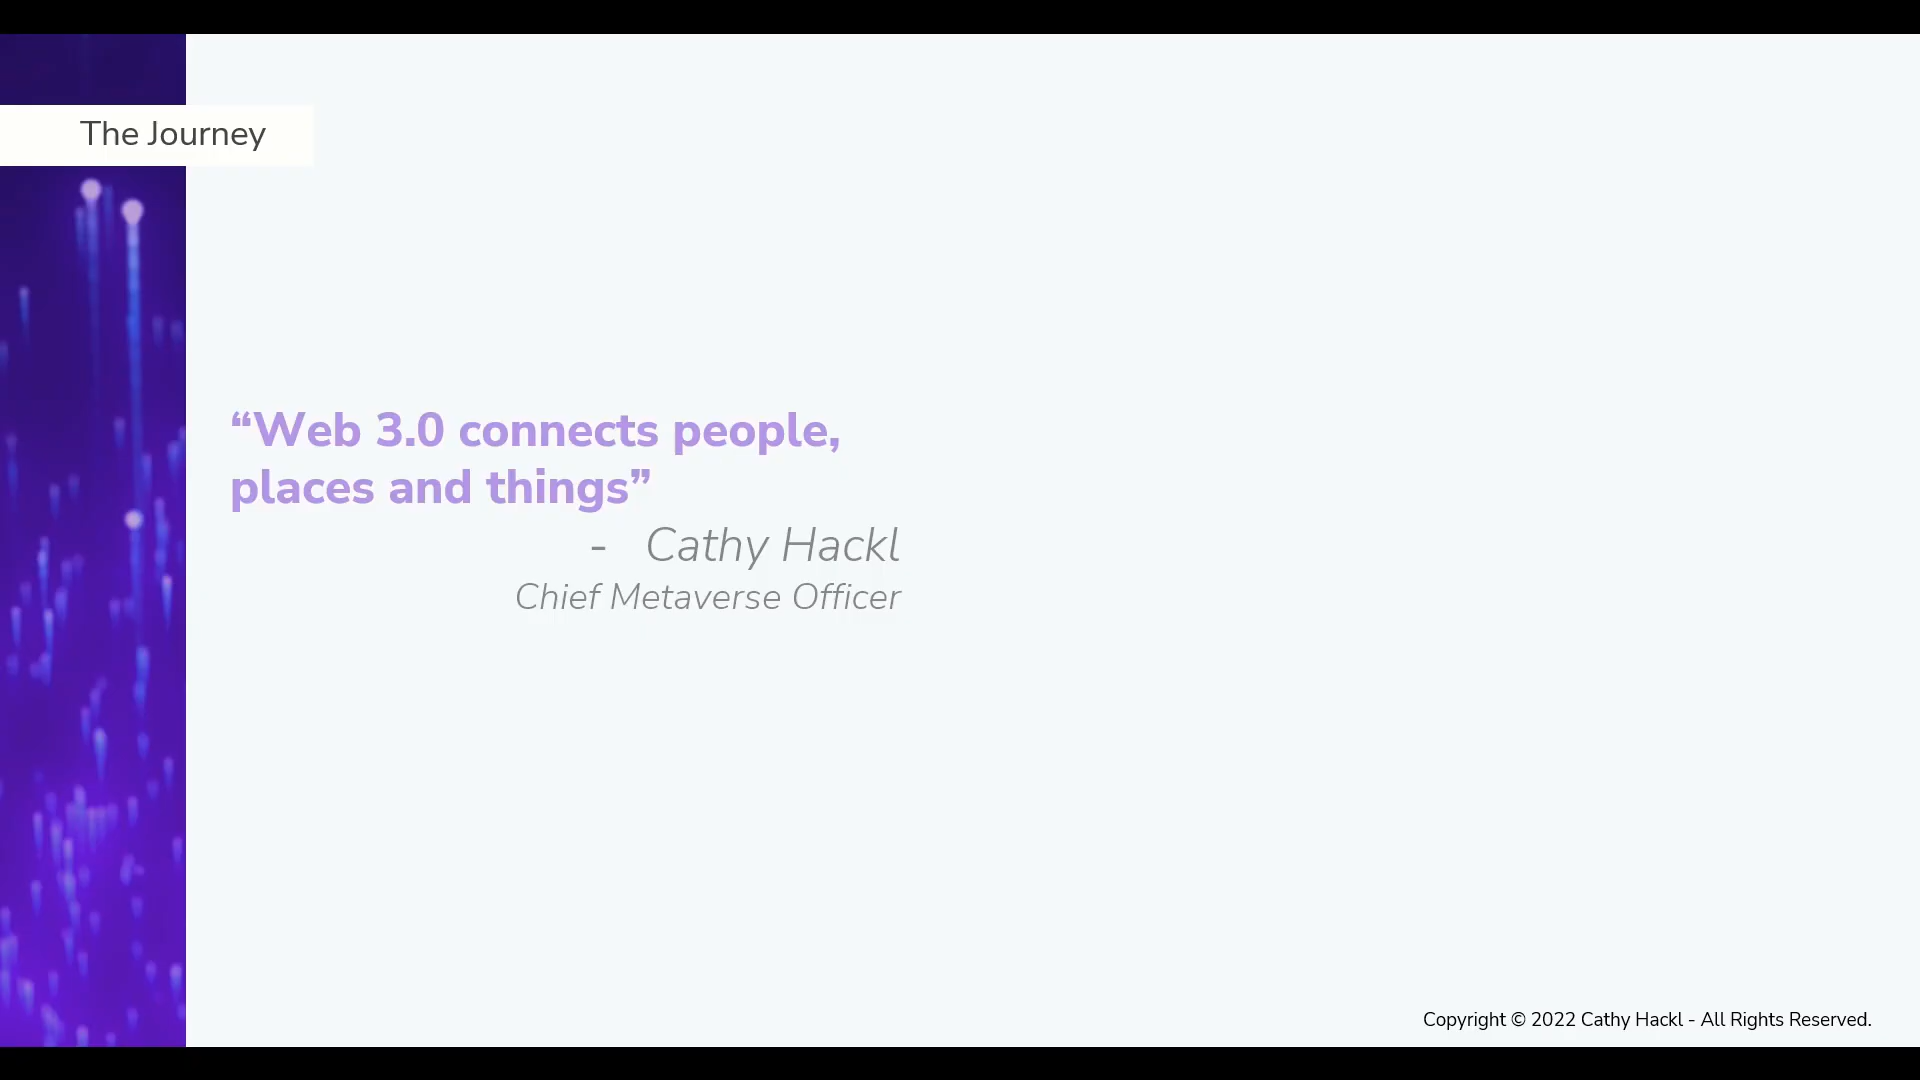 The Journey
“Web 3.0 connects people,
places and things”
- Cathy Hackl
Chief Metaverse Officer
Copyright © 2022 Cathy Hackl - All Rights Reserved.